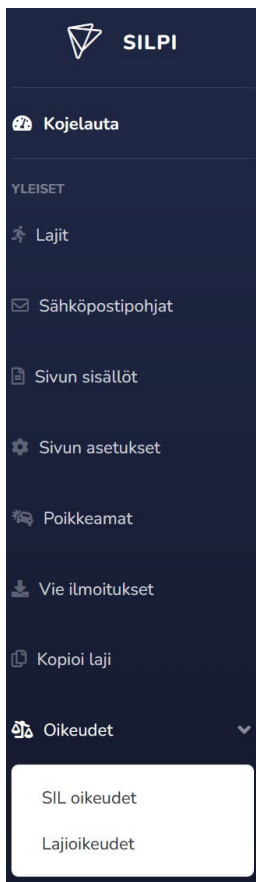 SILPI
Kojelauta
YLEISET
Lajit
Sähköpostipohjat
Sivun sisällöt
Sivun asetukset
Poikkeamat
Vie ilmoitukset
Kopioi laji
Oikeudet
SIL oikeudet
Lajioikeudet